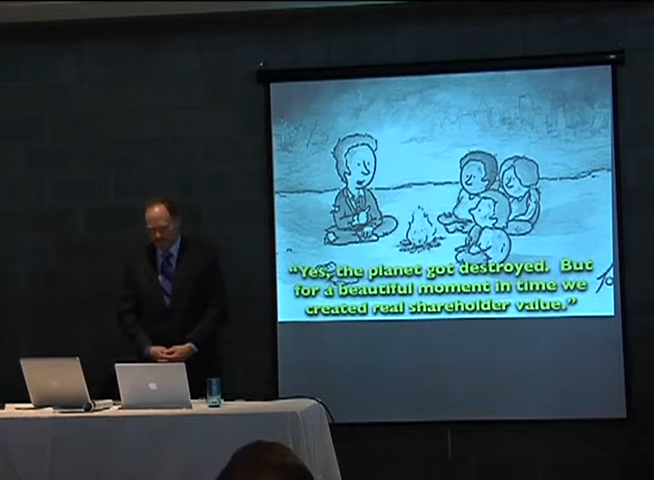 “Yes, the planet got destroyed. But
for a beautiful moment in time we
created real shareholder value.”